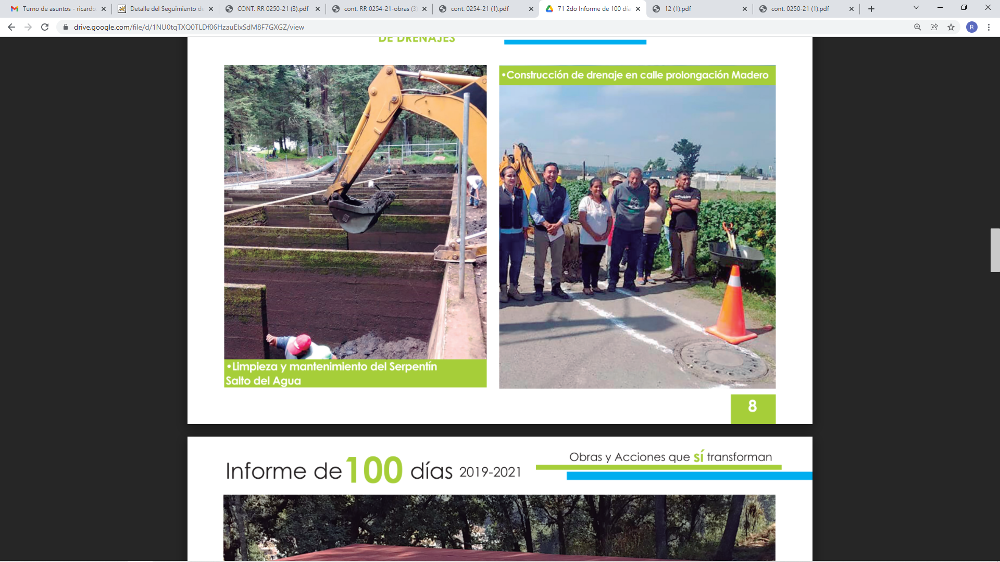 Turno de asuntos - ricardo
Detalle del Seguimiento de
CONT. RR 0250-21 (3).pdf
cont. RR 0254-21-obras (3)
cont. 0254-21 (1).pdf
71 2do Informe de 100 día
12 (1).pdf
cont. 0250-21 (1).pdf
drive.google.com/file/d/1NU0tqTXQ0TLDf06HzauEIxSdM8F7GXGZ/view
R
DE DRENAJES
•Construcción de drenaje en calle prolongación Madero
•Limpieza y mantenimiento del Serpentín
Salto del Agua
8
Informe de 100 días 2019-2021
Obras y Acciones que sí transforman